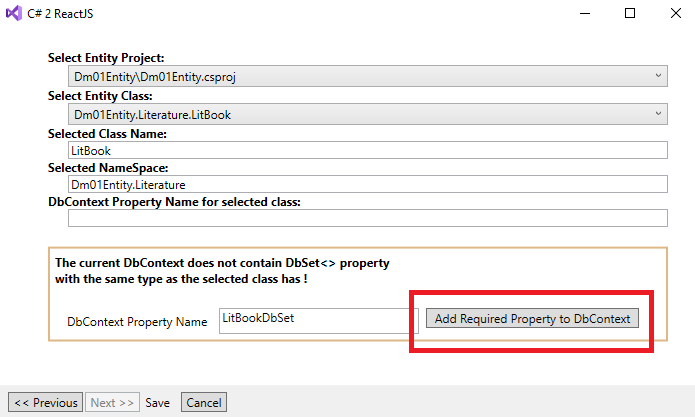 C# 2 ReactJS
Select Entity Project:
Dm01Entity\Dm01Entity.csproj
Select Entity Class:
Dm01Entity.Literature.LitBook
Selected Class Name:
LitBook
Selected NameSpace:
Dm01Entity.Literature
DbContext Property Name for selected class:
The current DbContext does not contain DbSet<> property
with the same type as the selected class has !
DbContext Property Name LitBookDbSet Add Required Property to DbContext
<< Previous Next >> Save Cancel